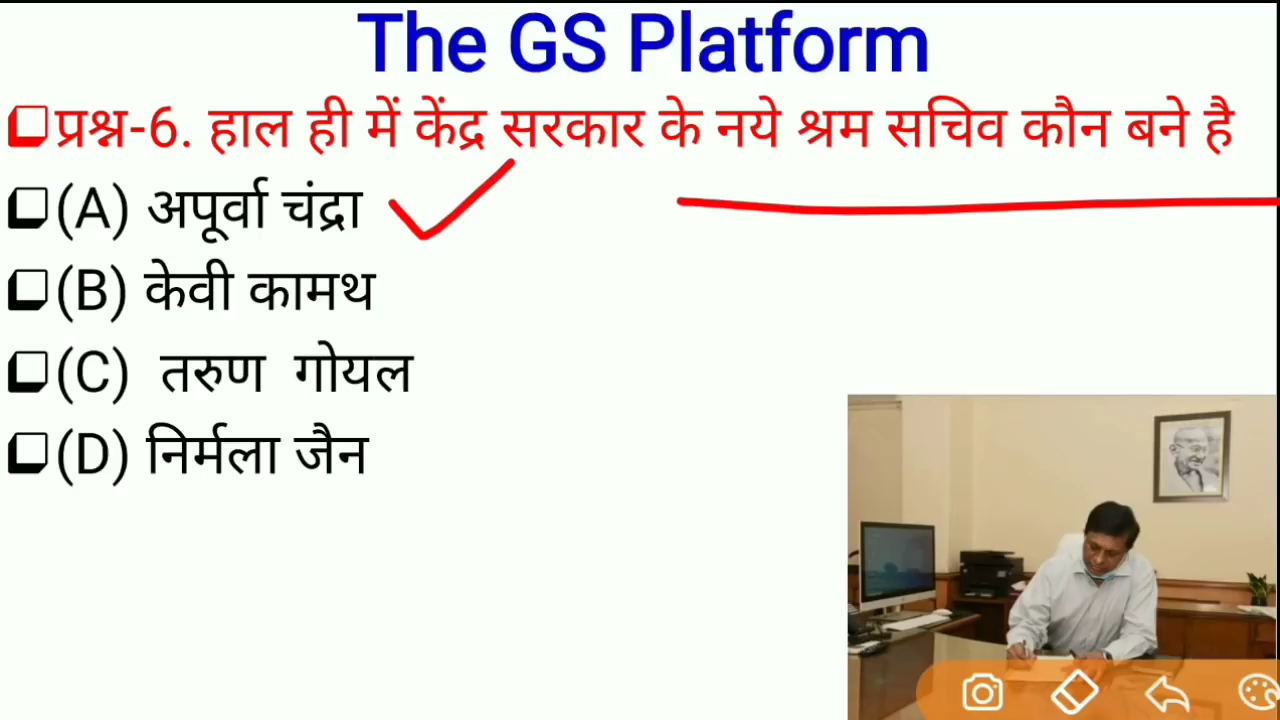 The GS Platform
प्रश्न-6. हाल ही में केंद्र सरकार के नये श्रम सचिव कौन बने है
(A) अपूर्वा चंद्रा
(B) केवी कामथ
(C) तरुण गोयल
(D) निर्मला जैन